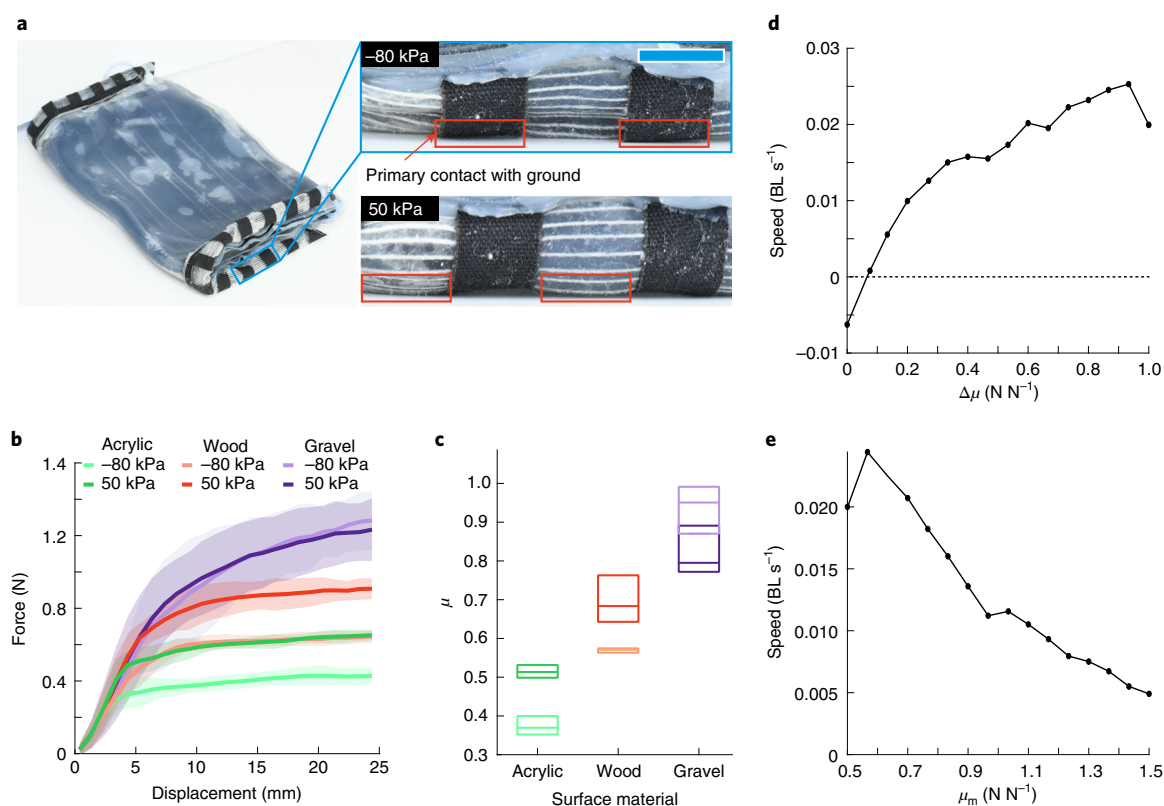 a
–80 kPa
Primary contact with ground
50 kPa
b
Acrylic Wood Gravel
–80 kPa –80 kPa –80 kPa
50 kPa 50 kPa 50 kPa
1.4
1.2
0.8
0.4
0
Force (N)
0 5 10 15 20 25
Displacement (mm)
c
1.0
0.9
0.8
0.7
0.6
0.5
0.4
0.3
μ
Acrylic Wood Gravel
Surface material
d
0.03
0.02
0.01
0
–0.01
Speed (BL s⁻¹)
0 0.2 0.4 0.6 0.8 1.0
Δμ (N N⁻¹)
e
0.020
0.015
0.010
0.005
Speed (BL s⁻¹)
0.5 0.7 0.9 1.1 1.3 1.5
μₘ (N N⁻¹)